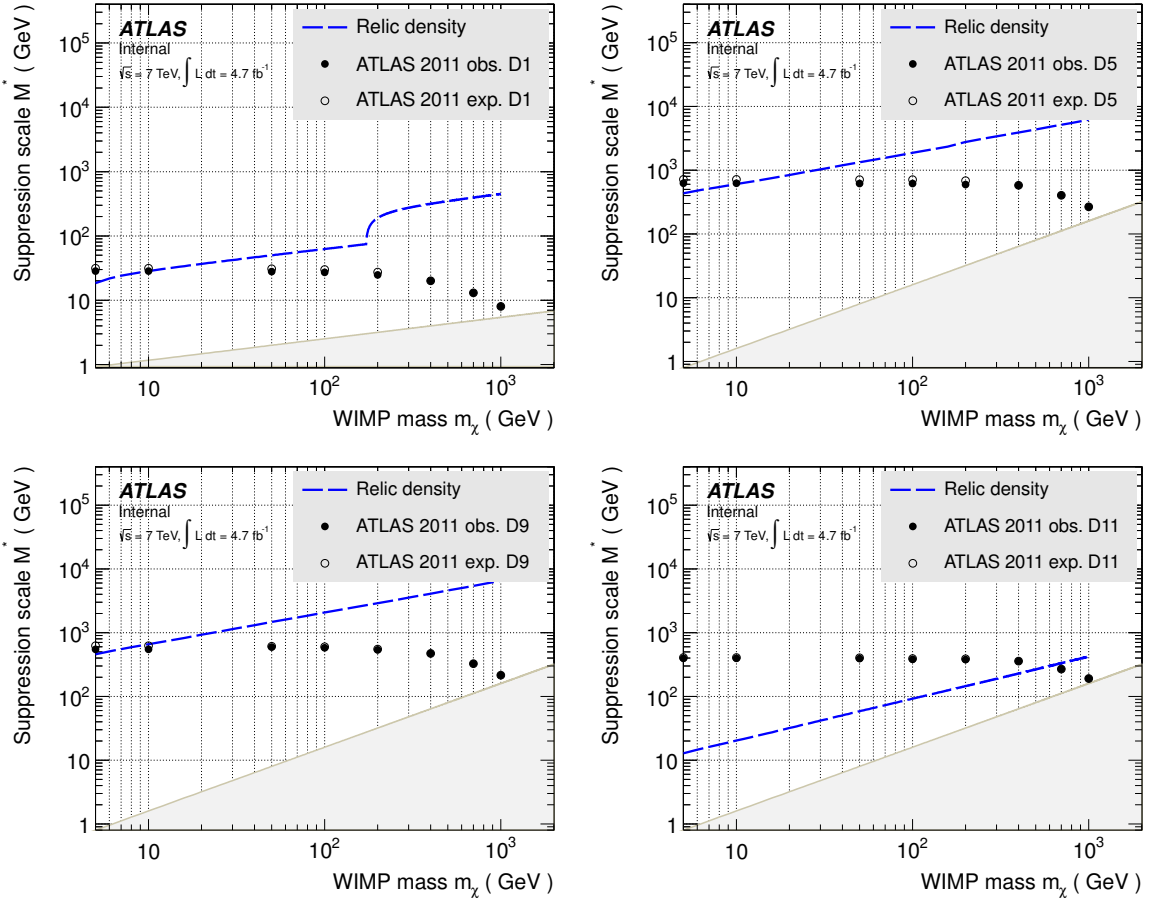 Suppression scale M* ( GeV )
ATLAS
Internal
√s = 7 TeV, ∫ L dt = 4.7 fb⁻¹
Relic density
ATLAS 2011 obs. D1
ATLAS 2011 exp. D1
10⁵
10⁴
10³
10²
10
1
10
10²
10³
WIMP mass mχ ( GeV )
Suppression scale M* ( GeV )
ATLAS
Internal
√s = 7 TeV, ∫ L dt = 4.7 fb⁻¹
Relic density
ATLAS 2011 obs. D5
ATLAS 2011 exp. D5
10⁵
10⁴
10³
10²
10
1
10
10²
10³
WIMP mass mχ ( GeV )
Suppression scale M* ( GeV )
ATLAS
Internal
√s = 7 TeV, ∫ L dt = 4.7 fb⁻¹
Relic density
ATLAS 2011 obs. D9
ATLAS 2011 exp. D9
10⁵
10⁴
10³
10²
10
1
10
10²
10³
WIMP mass mχ ( GeV )
Suppression scale M* ( GeV )
ATLAS
Internal
√s = 7 TeV, ∫ L dt = 4.7 fb⁻¹
Relic density
ATLAS 2011 obs. D11
ATLAS 2011 exp. D11
10⁵
10⁴
10³
10²
10
1
10
10²
10³
WIMP mass mχ ( GeV )